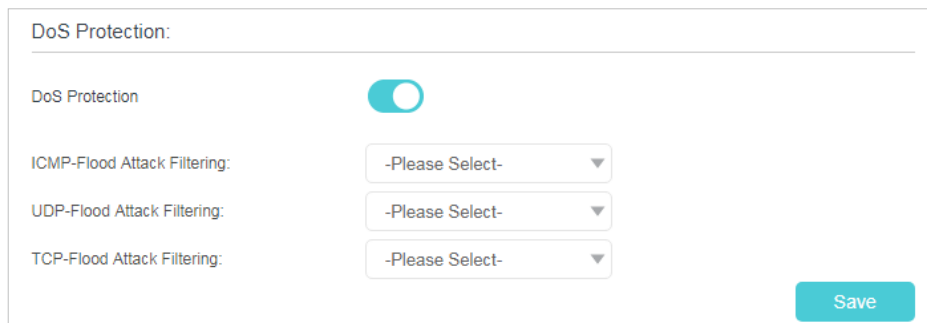 DoS Protection:
DoS Protection
ICMP-Flood Attack Filtering: -Please Select-
UDP-Flood Attack Filtering: -Please Select-
TCP-Flood Attack Filtering: -Please Select-
Save